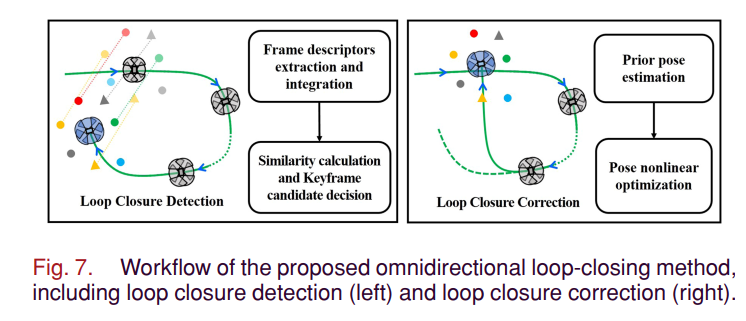 Frame descriptors
extraction and
integration
Similarity calculation
and Keyframe
candidate decision
Loop Closure Detection
Prior pose
estimation
Pose nonlinear
optimization
Loop Closure Correction
Fig. 7. Workflow of the proposed omnidirectional loop-closing method,
including loop closure detection (left) and loop closure correction (right).